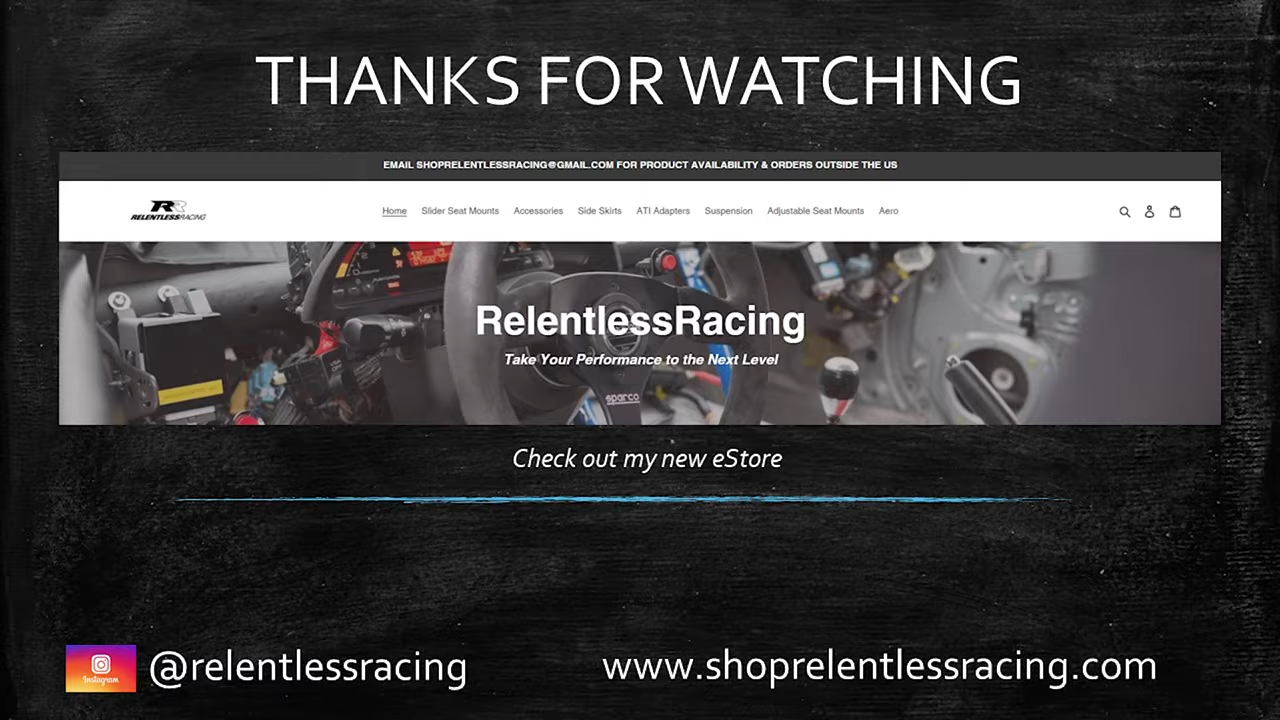 THANKS FOR WATCHING
EMAIL SHOPRELENTLESSRACING@GMAIL.COM FOR PRODUCT AVAILABILITY & ORDERS OUTSIDE THE US
RR
RELENTLESSRACING
Home Slider Seat Mounts Accessories Side Skirts ATI Adapters Suspension Adjustable Seat Mounts Aero
RelentlessRacing
Take Your Performance to the Next Level
sparco
Check out my new eStore
Instagram
@relentlessracing www.shoprelentlessracing.com